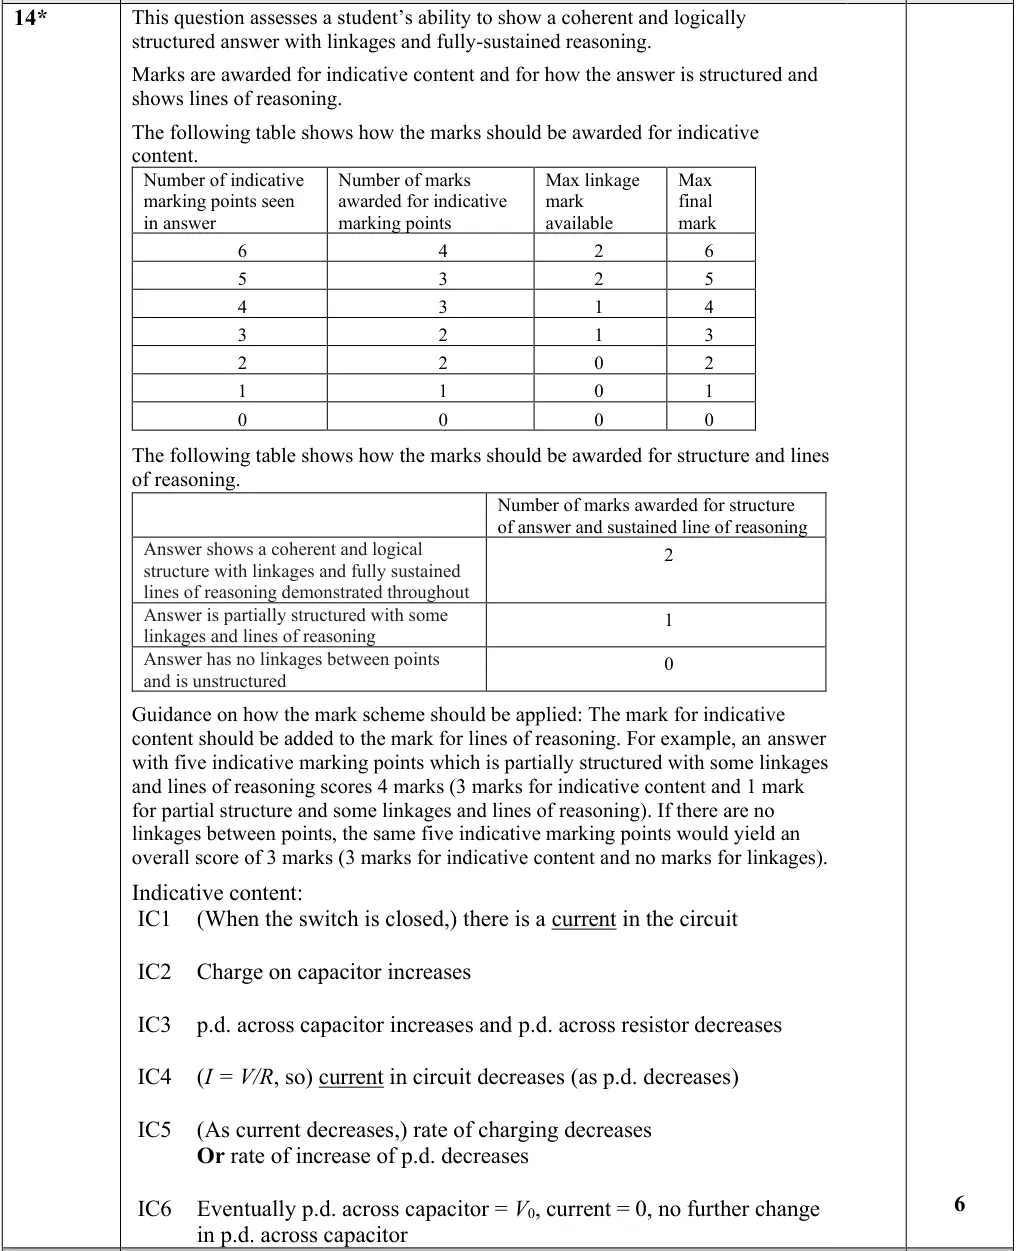 14*
This question assesses a student’s ability to show a coherent and logically
structured answer with linkages and fully-sustained reasoning.
Marks are awarded for indicative content and for how the answer is structured and
shows lines of reasoning.
The following table shows how the marks should be awarded for indicative
content.
Number of indicative marking points seen in answer | Number of marks awarded for indicative marking points | Max linkage mark available | Max final mark
6 4 2 6
5 3 2 5
4 3 1 4
3 2 1 3
2 2 0 2
1 1 0 1
0 0 0 0
The following table shows how the marks should be awarded for structure and lines
of reasoning.
Number of marks awarded for structure
of answer and sustained line of reasoning
Answer shows a coherent and logical
structure with linkages and fully sustained
lines of reasoning demonstrated throughout
2
Answer is partially structured with some
linkages and lines of reasoning
1
Answer has no linkages between points
and is unstructured
0
Guidance on how the mark scheme should be applied: The mark for indicative
content should be added to the mark for lines of reasoning. For example, an answer
with five indicative marking points which is partially structured with some linkages
and lines of reasoning scores 4 marks (3 marks for indicative content and 1 mark
for partial structure and some linkages and lines of reasoning). If there are no
linkages between points, the same five indicative marking points would yield an
overall score of 3 marks (3 marks for indicative content and no marks for linkages).
Indicative content:
IC1 (When the switch is closed,) there is a current in the circuit
IC2 Charge on capacitor increases
IC3 p.d. across capacitor increases and p.d. across resistor decreases
IC4 (I = V/R, so) current in circuit decreases (as p.d. decreases)
IC5 (As current decreases,) rate of charging decreases
Or rate of increase of p.d. decreases
IC6 Eventually p.d. across capacitor = V₀, current = 0, no further change
in p.d. across capacitor
6